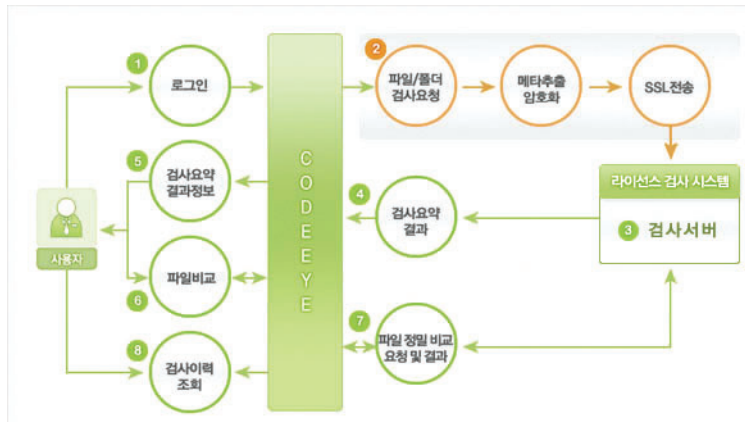 1
로그인
2
파일/폴더
검사요청
메타추출
암호화
SSL전송
CODEEYE
5
검사요약
결과정보
4
검사요약
결과
라이선스 검사 시스템
3 검사서버
사용자
6
파일비교
7
파일 정밀 비교
요청 및 결과
8
검사이력
조회